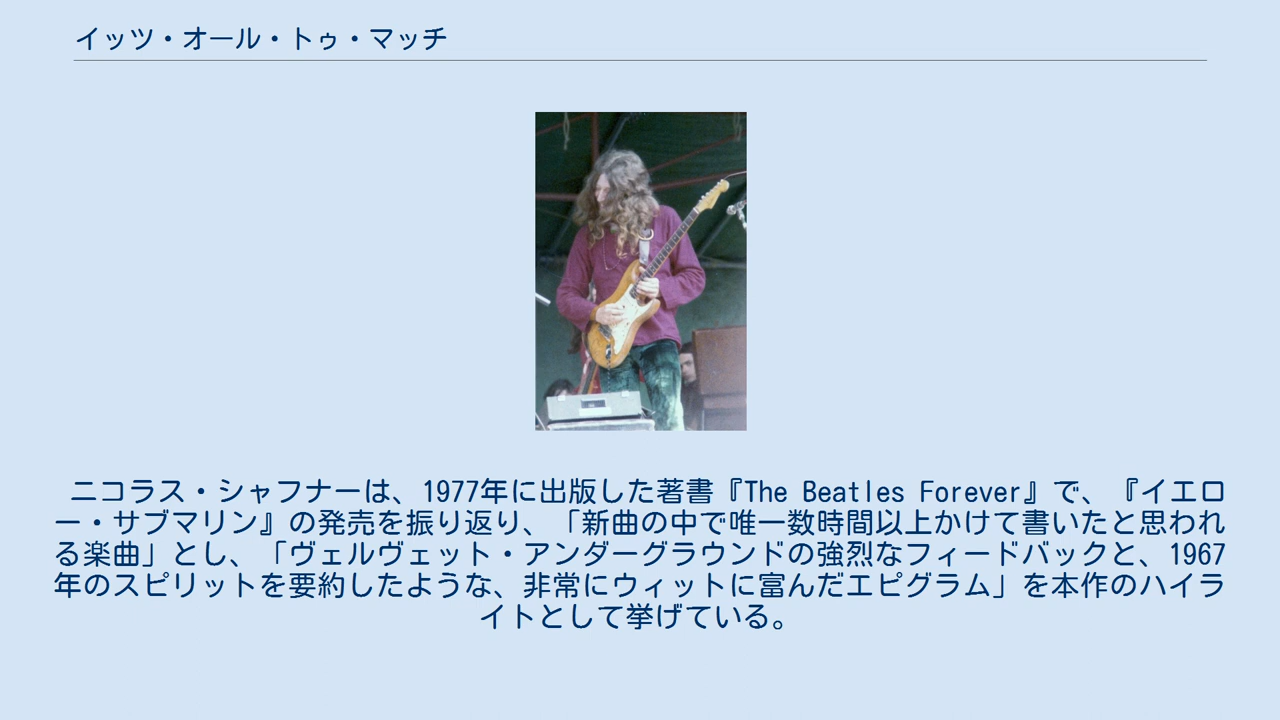 イッツ・オール・トゥ・マッチ
ニコラス・シャフナーは、1977年に出版した著書『The Beatles Forever』で、『イエロ
ー・サブマリン』の発売を振り返り、「新曲の中で唯一数時間以上かけて書いたと思われ
る楽曲」とし、「ヴェルヴェット・アンダーグラウンドの強烈なフィードバックと、1967
年のスピリットを要約したような、非常にウィットに富んだエピグラム」を本作のハイラ
イトとして挙げている。